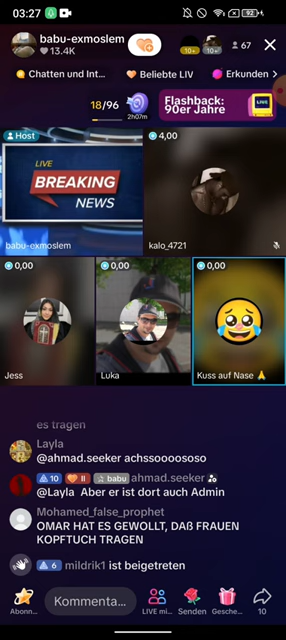 03:27
92
babu-exmoslem
13.4K
10+
10+
67
Chatten und Int...
Beliebte LIV
Erkunden
18/96
2h07m
Flashback:
90er Jahre
LIVE
Host
4,00
LIVE
BREAKING
NEWS
babu-exmoslem
kalo_4721
0,00
0,00
0,00
Jess
Luka
Kuss auf Nase 🙏
es tragen
Layla
@ahmad.seeker achssoooososo
10 II babu ahmad.seeker
@Layla Aber er ist dort auch Admin
Mohamed_false_prophet
OMAR HAT ES GEWOLLT, DAß FRAUEN
KOPFTUCH TRAGEN
6 mildrik1 ist beigetreten
Abonn...
Kommenta...
LIVE mi...
Senden
Gesche...
10